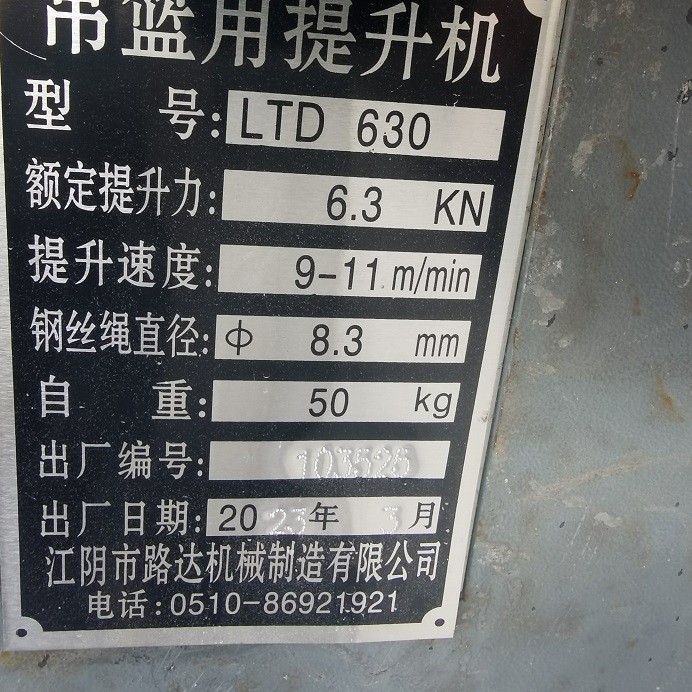 吊篮用提升机
型 号: LTD 630
额定提升力: 6.3 KN
提升速度: 9-11 m/min
钢丝绳直径: φ 8.3 mm
自 重: 50 kg
出厂编号: 103526
出厂日期: 2023年 3月
江阴市路达机械制造有限公司
电话:0510-86921921